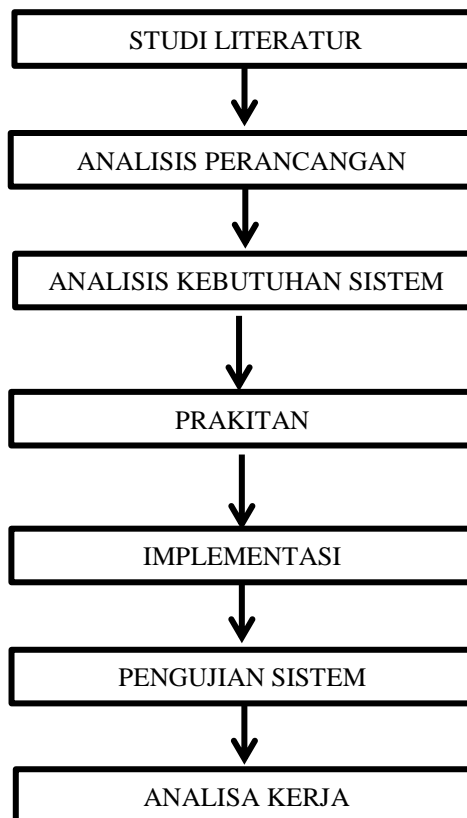 STUDI LITERATUR
ANALISIS PERANCANGAN
ANALISIS KEBUTUHAN SISTEM
PRAKITAN
IMPLEMENTASI
PENGUJIAN SISTEM
ANALISA KERJA